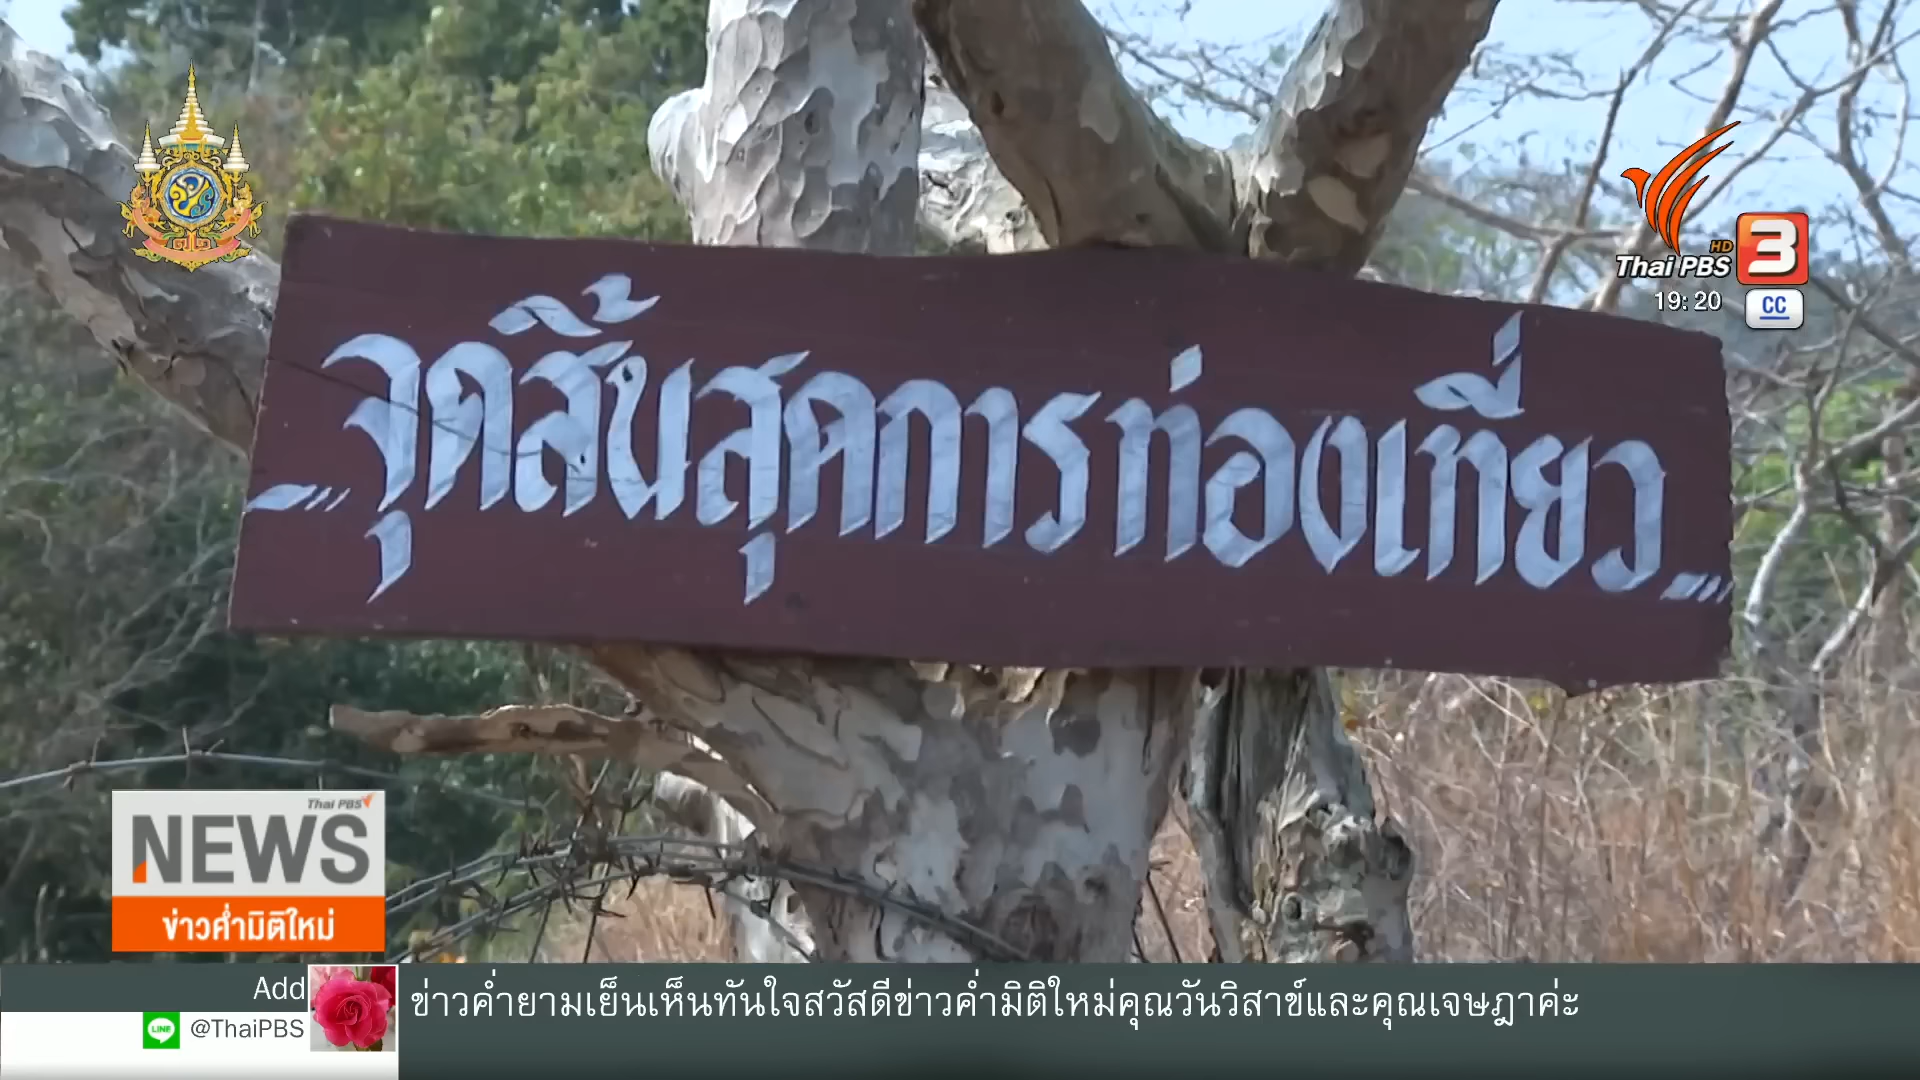 Thai PBS
HD
3
19:20
CC
จุดสิ้นสุดการท่องเที่ยว
Thai PBS
NEWS
ข่าวค่ำมิติใหม่
Add
LINE
@ThaiPBS
ข่าวค่ำยามเย็นเห็นทันใจสวัสดีข่าวค่ำมิติใหม่คุณวันวิสาข์และคุณเจษฎาค่ะ